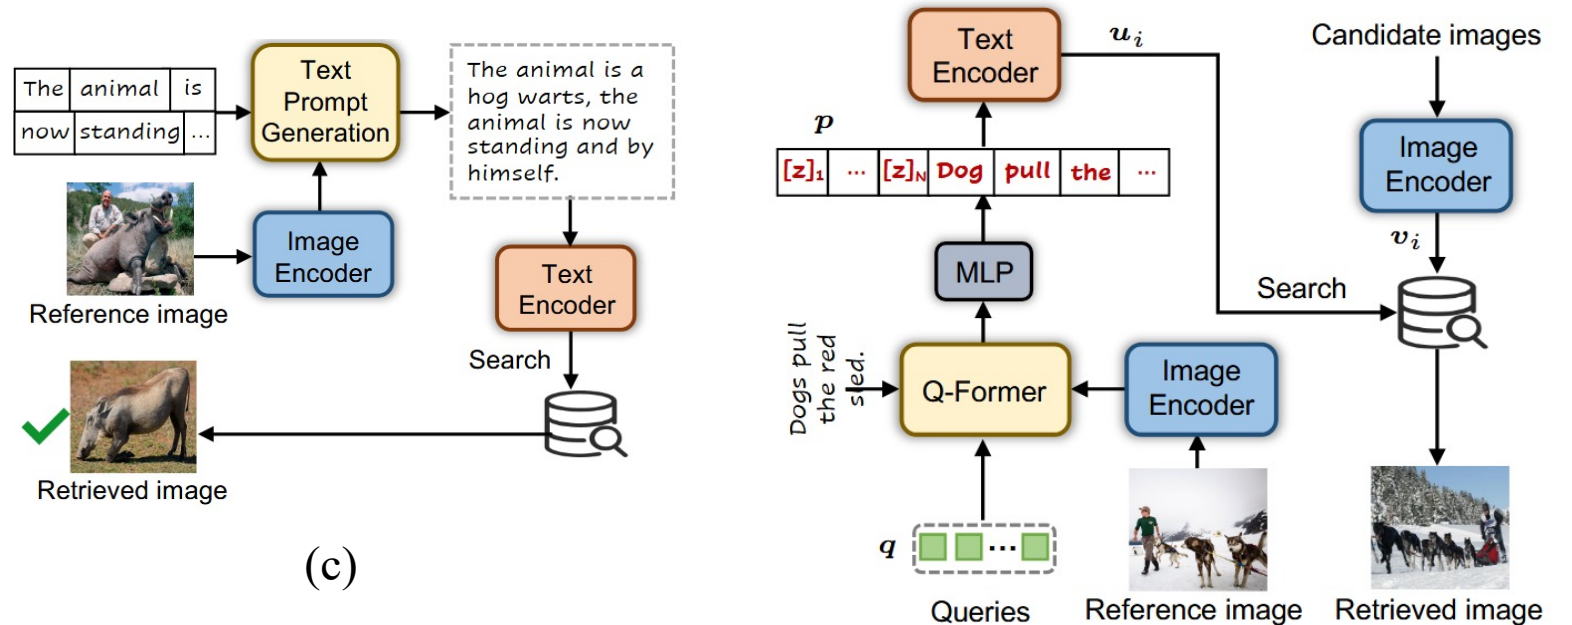 The animal is
now standing ...
Text
Prompt
Generation
The animal is a
hog warts, the
animal is now
standing and by
himself.
Image
Encoder
Reference image
Text
Encoder
Search
Retrieved image
(c)
Text
Encoder
u_i
Candidate images
Image
Encoder
p
[z]1 ... [z]N Dog pull the ...
v_i
MLP
Search
Dogs pull
the red
sled.
Q-Former
Image
Encoder
q
...
Queries
Reference image
Retrieved image